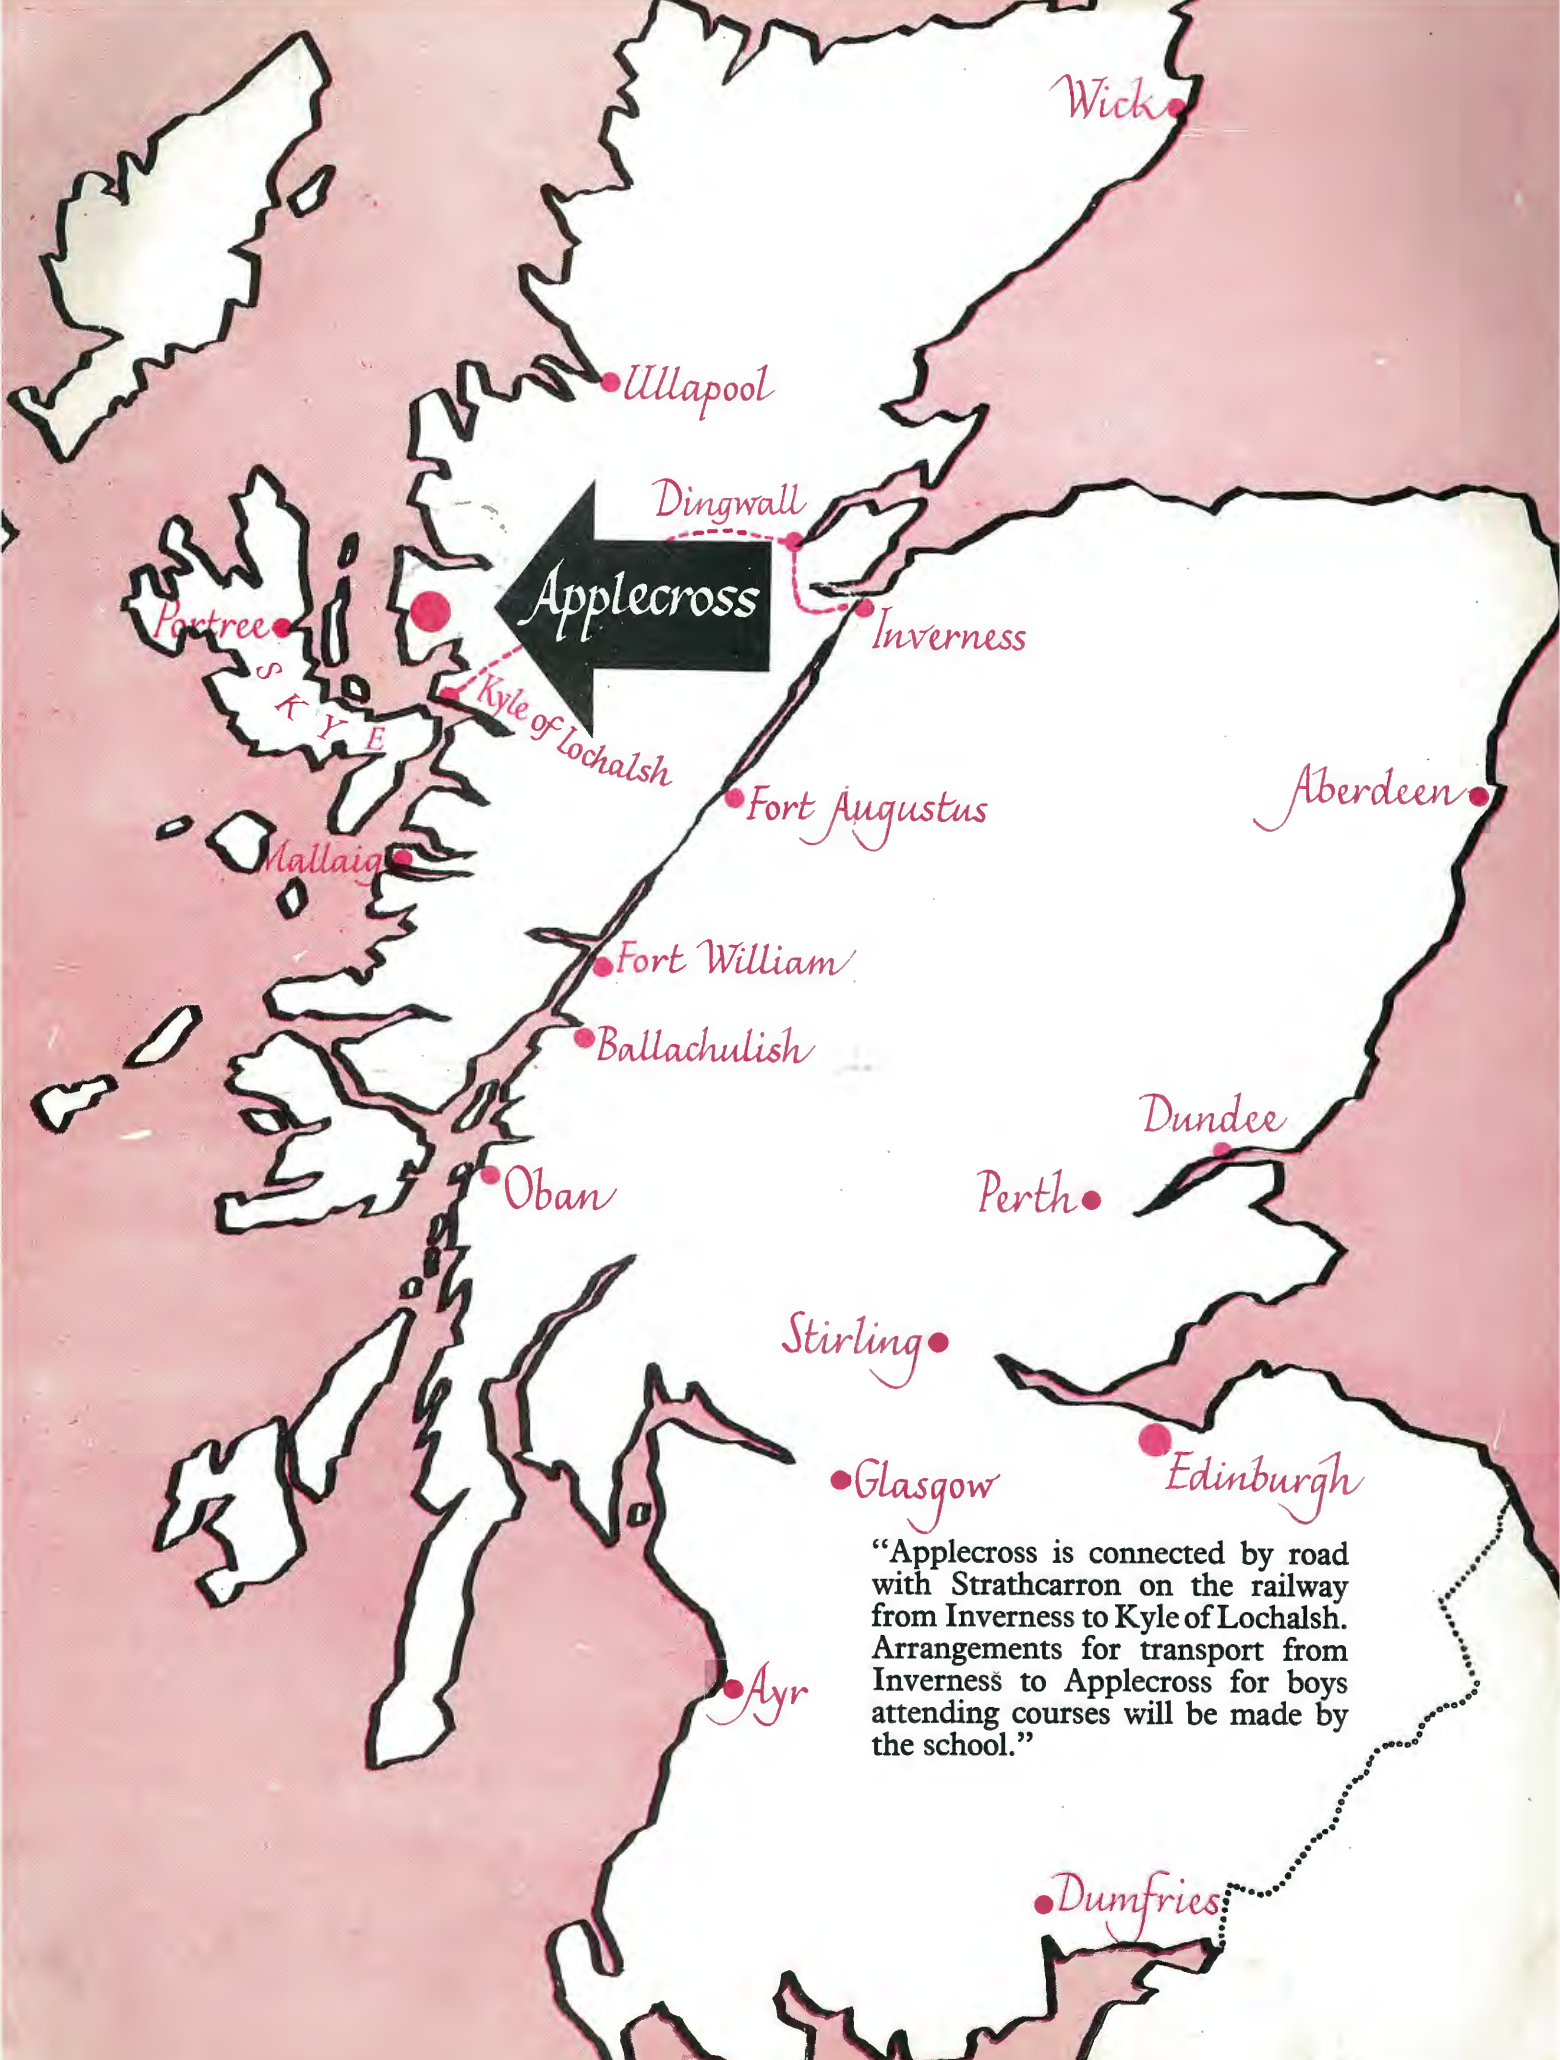 Wick
Ullapool
Dingwall
Applecross
Inverness
Portree
SKYE
Kyle of Lochalsh
Fort Augustus
Aberdeen
Mallaig
Fort William
Ballachulish
Dundee
Perth
Oban
Stirling
Glasgow
Edinburgh
“Applecross is connected by road
with Strathcarron on the railway
from Inverness to Kyle of Lochalsh.
Arrangements for transport from
Inverness to Applecross for boys
attending courses will be made by
the school.”
Ayr
Dumfries